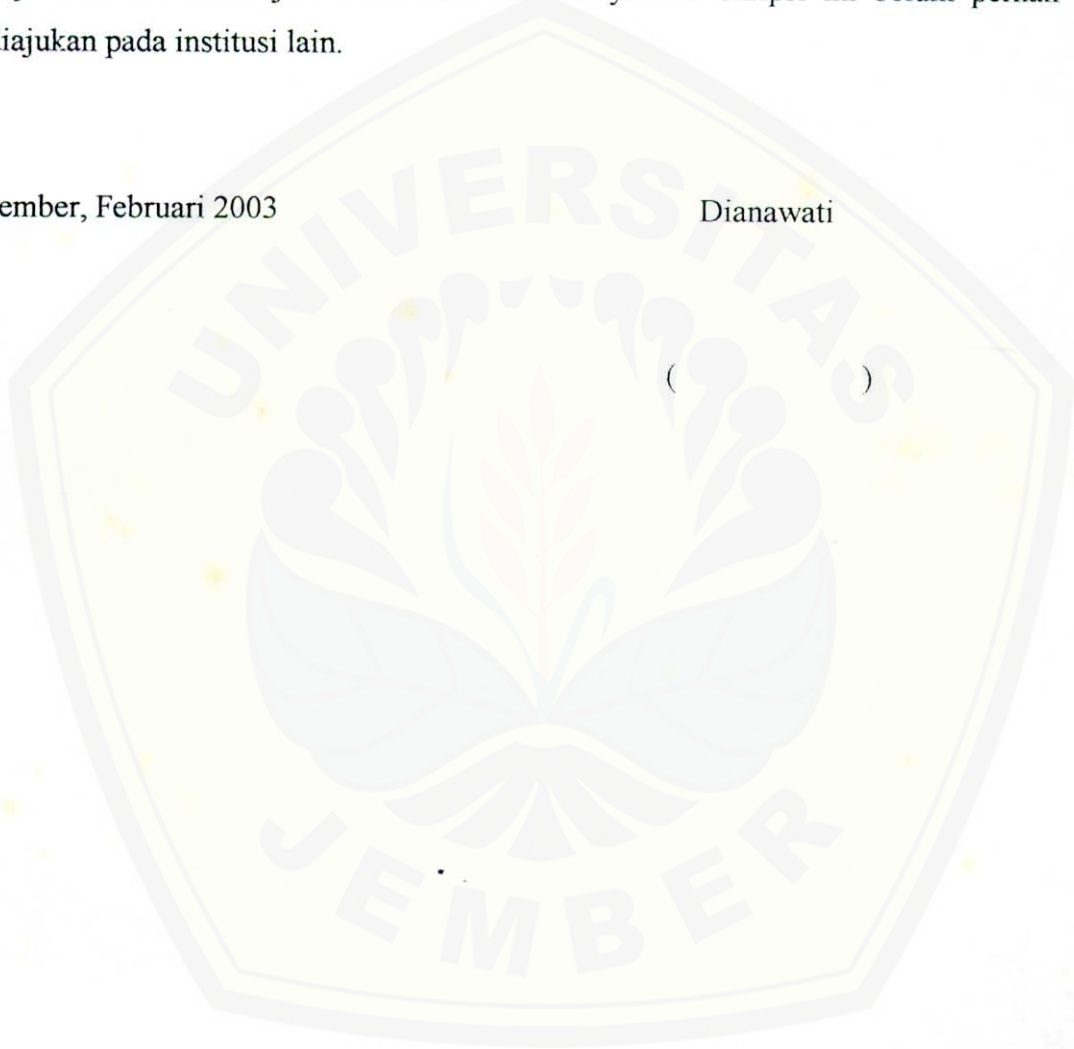 iajukan pada institusi lain.
ember, Februari 2003 Dianawati
( )
UNIVERSITAS
JEMBER